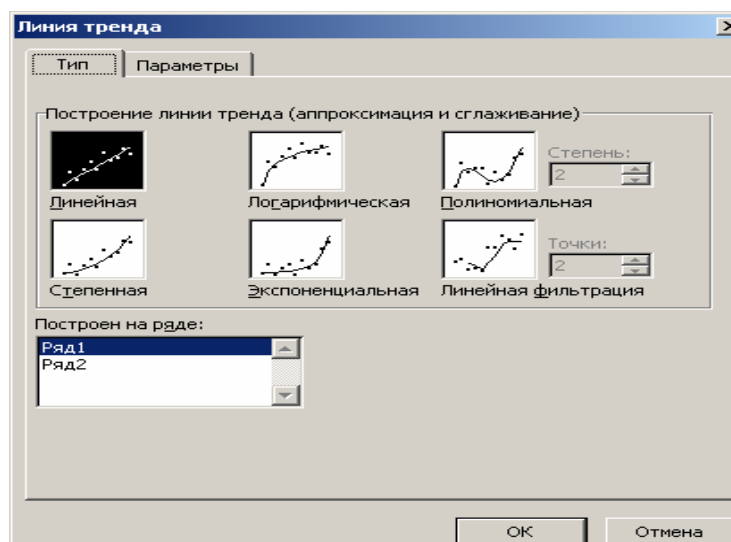 Линия тренда
Тип Параметры
Построение линии тренда (аппроксимация и сглаживание)
Степень:
2
Линейная Логарифмическая Полиномиальная
Точки:
2
Степенная Экспоненциальная Линейная фильтрация
Построен на ряде:
Ряд1
Ряд2
ОК Отмена